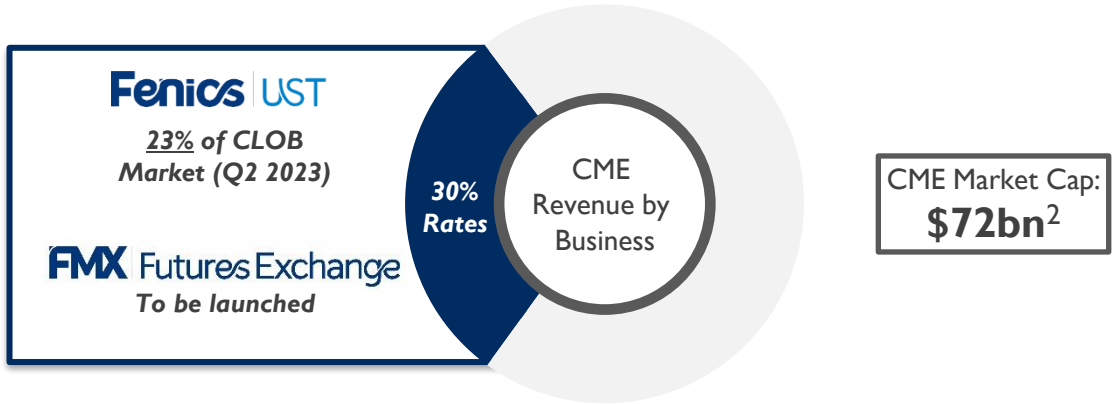 Fenics UST
23% of CLOB
Market (Q2 2023)
FMX Futures Exchange
To be launched
30%
Rates
CME
Revenue by
Business
CME Market Cap:
$72bn2